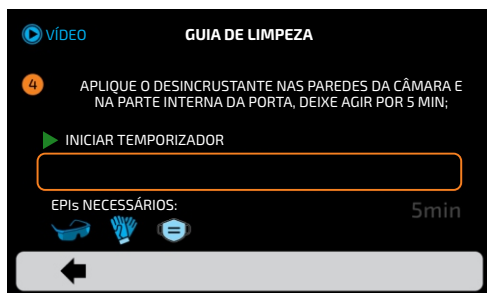 VÍDEO
GUIA DE LIMPEZA
4
APLIQUE O DESINCRUSTANTE NAS PAREDES DA CÂMARA E
NA PARTE INTERNA DA PORTA, DEIXE AGIR POR 5 MIN;
INICIAR TEMPORIZADOR
EPIs NECESSÁRIOS:
5min